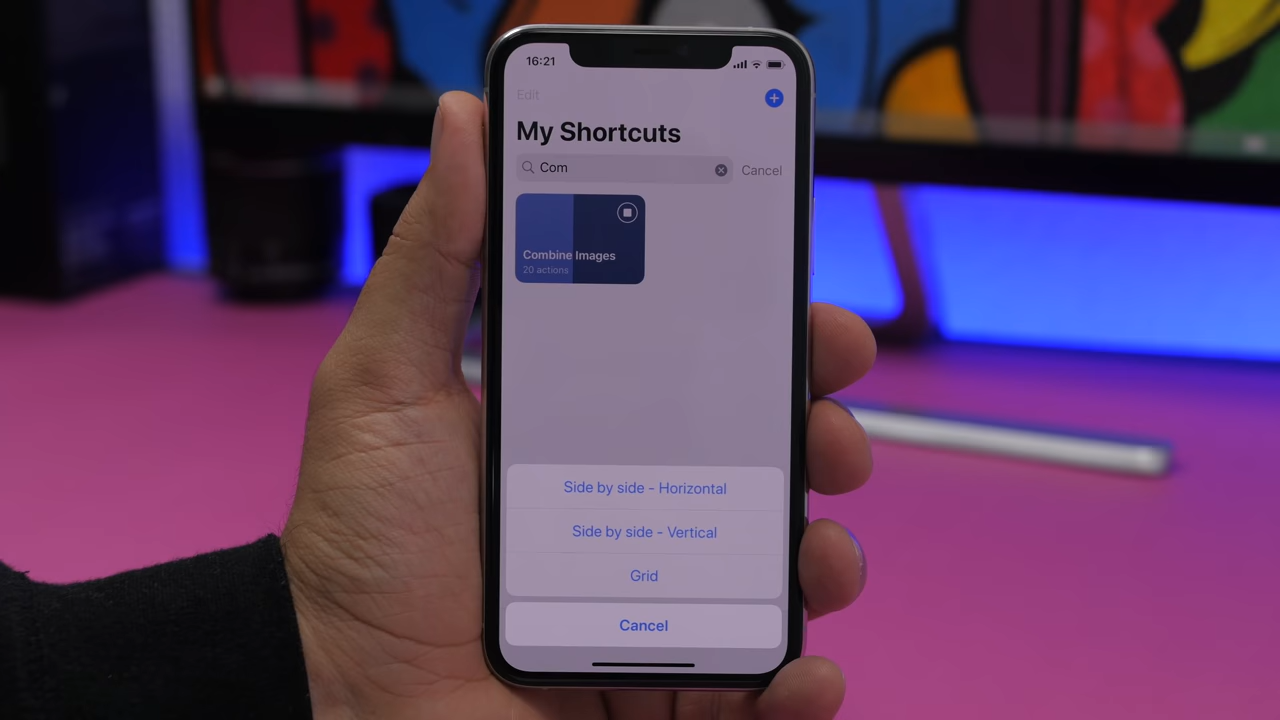 16:21
Edit
My Shortcuts
Com
Cancel
Combine Images
20 actions
Side by side - Horizontal
Side by side - Vertical
Grid
Cancel